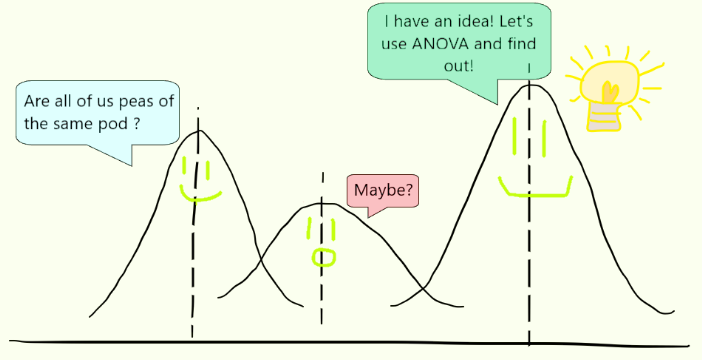 Are all of us peas of
the same pod ?
Maybe?
I have an idea! Let's
use ANOVA and find
out!